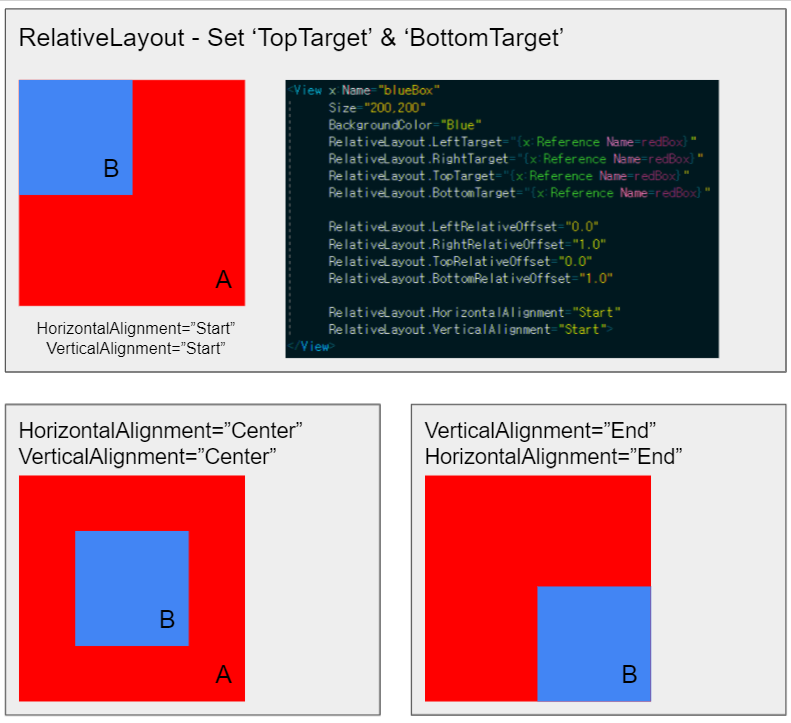 RelativeLayout - Set ‘TopTarget’ & ‘BottomTarget’
B
A
HorizontalAlignment=”Start”
VerticalAlignment=”Start”
<View x:Name="blueBox"
Size="200,200"
BackgroundColor="Blue"
RelativeLayout.LeftTarget="{x:Reference Name=redBox}"
RelativeLayout.RightTarget="{x:Reference Name=redBox}"
RelativeLayout.TopTarget="{x:Reference Name=redBox}"
RelativeLayout.BottomTarget="{x:Reference Name=redBox}"
RelativeLayout.LeftRelativeOffset="0.0"
RelativeLayout.RightRelativeOffset="1.0"
RelativeLayout.TopRelativeOffset="0.0"
RelativeLayout.BottomRelativeOffset="1.0"
RelativeLayout.HorizontalAlignment="Start"
RelativeLayout.VerticalAlignment="Start">
</View>
HorizontalAlignment=”Center”
VerticalAlignment=”Center”
B
A
VerticalAlignment=”End”
HorizontalAlignment=”End”
B